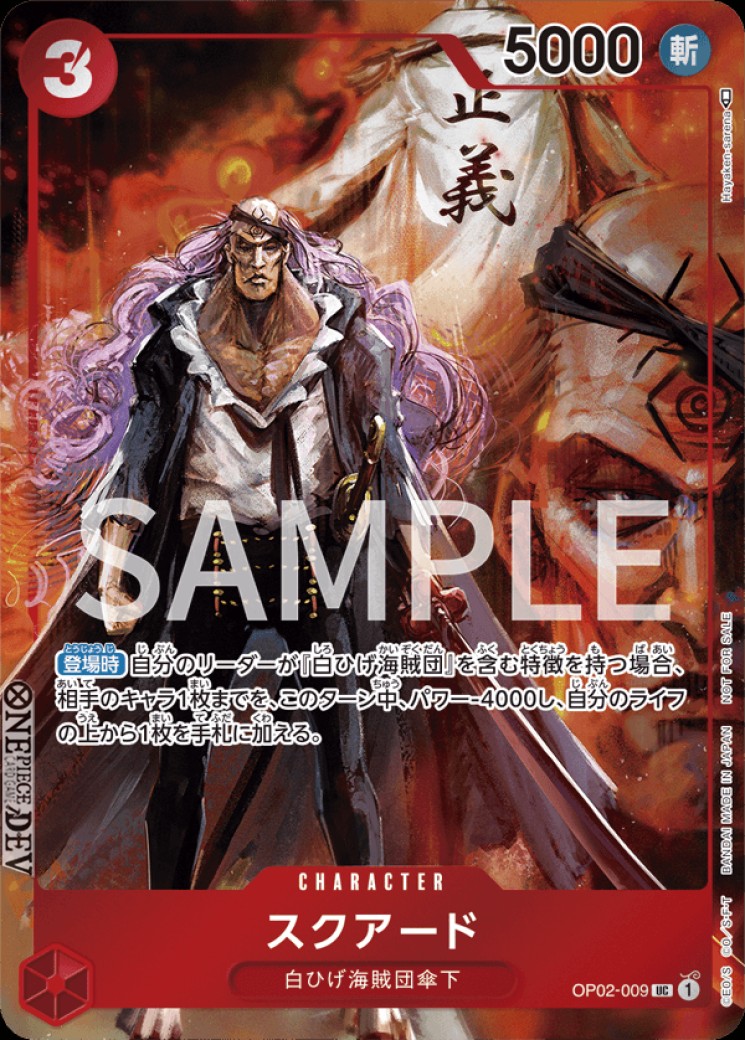 3
5000
斬
正義
Hayaken-sarena
SAMPLE
登場時 自分のリーダーが『白ひげ海賊団』を含む特徴を持つ場合、
相手のキャラ1枚までを、このターン中、パワー-4000し、自分のライフ
の上から1枚を手札に加える。
ONE PIECE
CARD GAME
DEV
NOT FOR SALE
BANDAI MADE IN JAPAN
©EO/S ©O/S･F･T
CHARACTER
スクアード
白ひげ海賊団傘下
OP02-009 UC 1